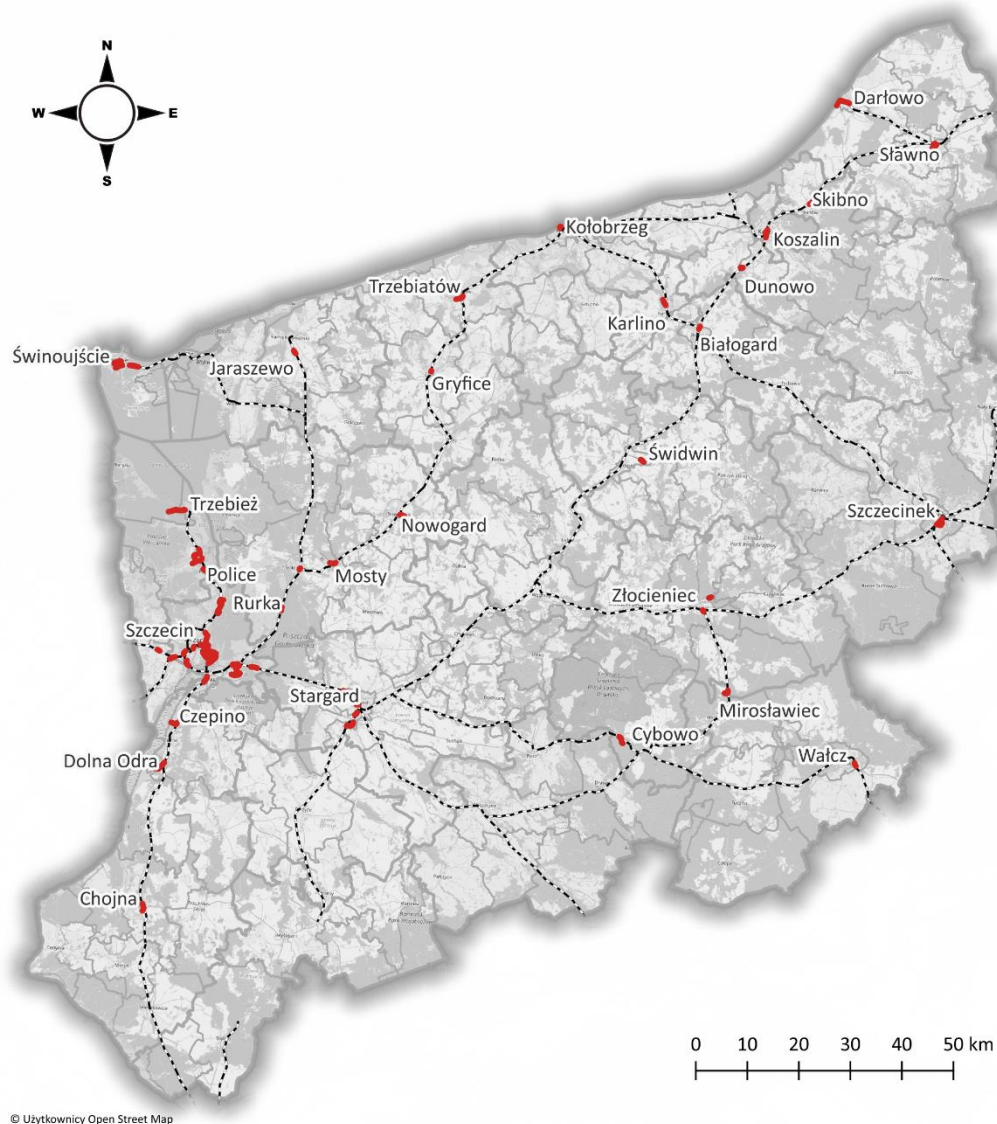 N
W E
S
Darłowo
Sławno
Skibno
Kołobrzeg
Koszalin
Dunowo
Trzebiatów
Karlino
Białogard
Świnoujście
Jaraszewo
Gryfice
Świdwin
Trzebież
Nowogard
Szczecinek
Police
Mosty
Rurka
Złocieniec
Szczecin
Stargard
Mirosławiec
Czepino
Cybowo
Dolna Odra
Wałcz
Chojna
0 10 20 30 40 50 km
© Użytkownicy Open Street Map